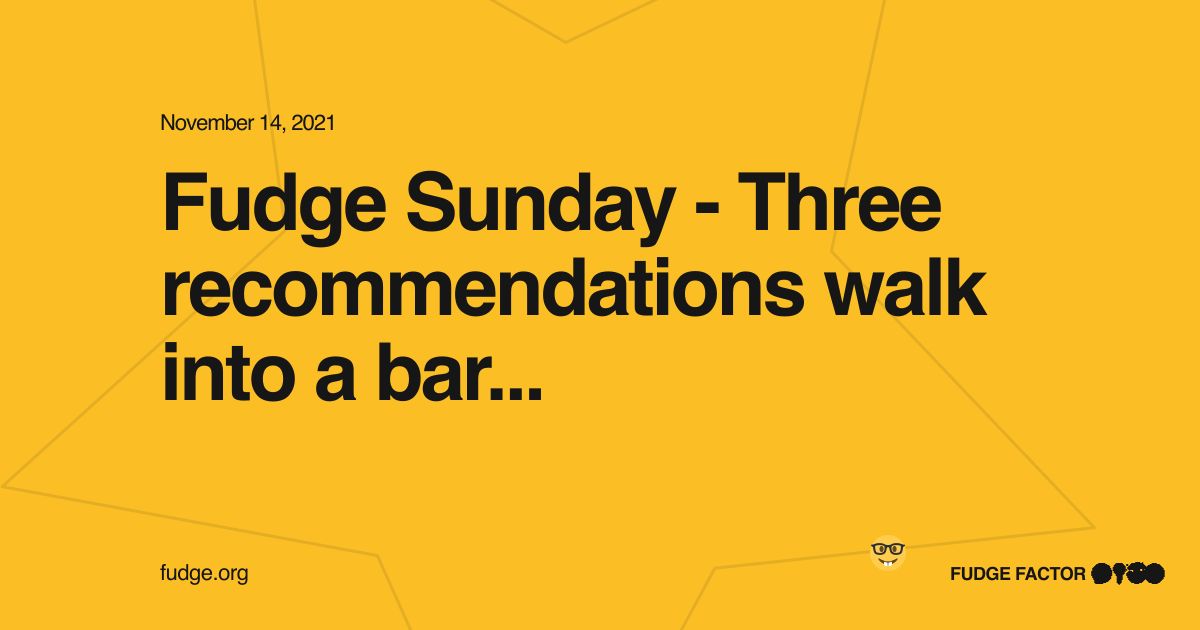 November 14, 2021
Fudge Sunday - Three
recommendations walk
into a bar...
fudge.org
FUDGE FACTOR